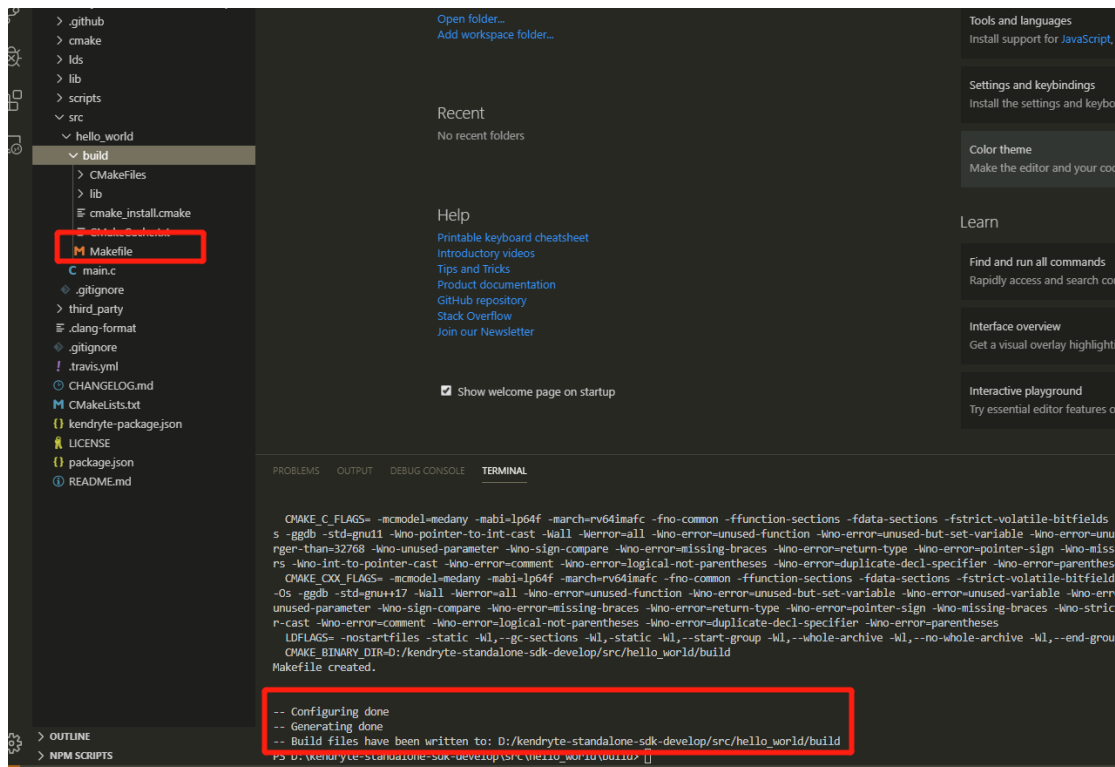 .github
cmake
lds
lib
scripts
src
hello_world
build
CMakeFiles
lib
cmake_install.cmake
CMakeCache.txt
Makefile
main.c
.gitignore
third_party
.clang-format
.gitignore
.travis.yml
CHANGELOG.md
CMakeLists.txt
kendryte-package.json
LICENSE
package.json
README.md
OUTLINE
NPM SCRIPTS
Open folder...
Add workspace folder...
Recent
No recent folders
Help
Printable keyboard cheatsheet
Introductory videos
Tips and Tricks
Product documentation
GitHub repository
Stack Overflow
Join our Newsletter
Show welcome page on startup
Tools and languages
Install support for JavaScript,
Settings and keybindings
Install the settings and keybo
Color theme
Make the editor and your coo
Learn
Find and run all commands
Rapidly access and search co
Interface overview
Get a visual overlay highlight
Interactive playground
Try essential editor features o
PROBLEMS OUTPUT DEBUG CONSOLE TERMINAL
CMAKE_C_FLAGS= -mcmodel=medany -mabi=lp64f -march=rv64imafc -fno-common -ffunction-sections -fdata-sections -fstrict-volatile-bitfields
s -ggdb -std=gnu11 -Wno-pointer-to-int-cast -Wall -Werror=all -Wno-error=unused-function -Wno-error=unused-but-set-variable -Wno-error=unu
rger-than=32768 -Wno-unused-parameter -Wno-sign-compare -Wno-error=missing-braces -Wno-error=return-type -Wno-error=pointer-sign -Wno-miss
rs -Wno-int-to-pointer-cast -Wno-error=comment -Wno-error=logical-not-parentheses -Wno-error=duplicate-decl-specifier -Wno-error=parenthes
CMAKE_CXX_FLAGS= -mcmodel=medany -mabi=lp64f -march=rv64imafc -fno-common -ffunction-sections -fdata-sections -fstrict-volatile-bitfield
-Os -ggdb -std=gnu++17 -Wall -Werror=all -Wno-error=unused-function -Wno-error=unused-but-set-variable -Wno-error=unused-variable -Wno-err
unused-parameter -Wno-sign-compare -Wno-error=missing-braces -Wno-error=return-type -Wno-error=pointer-sign -Wno-missing-braces -Wno-stric
r-cast -Wno-error=comment -Wno-error=logical-not-parentheses -Wno-error=duplicate-decl-specifier -Wno-error=parentheses
LDFLAGS= -nostartfiles -static -Wl,--gc-sections -Wl,-static -Wl,--start-group -Wl,--whole-archive -Wl,--no-whole-archive -Wl,--end-grou
CMAKE_BINARY_DIR=D:/kendryte-standalone-sdk-develop/src/hello_world/build
Makefile created.
-- Configuring done
-- Generating done
-- Build files have been written to: D:/kendryte-standalone-sdk-develop/src/hello_world/build
PS D:\kendryte-standalone-sdk-develop\src\hello_world\build>